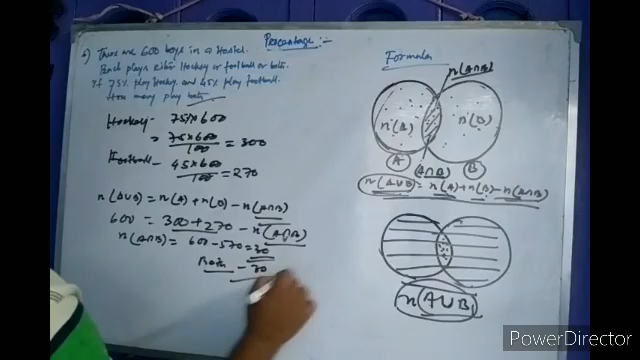 Percentage :-
There are 600 boys in a Hostel.
Each plays either Hockey or football or both.
If 75% play Hockey and 45% play football.
How many play both.
Hockey - 75% × 600
= 75 × 600 / 100 = 300
Football - 45 × 600 / 100 = 270
n(A∪B) = n(A) + n(B) - n(A∩B)
600 = 300 + 270 - n(A∩B)
n(A∩B) = 600 - 570 = 30
Both - 30
Formula
n(A∩B)
n(A)
n(B)
A
(A∩B)
B
n(A∪B) = n(A) + n(B) - n(A∩B)
n(A∪B)
PowerDirector